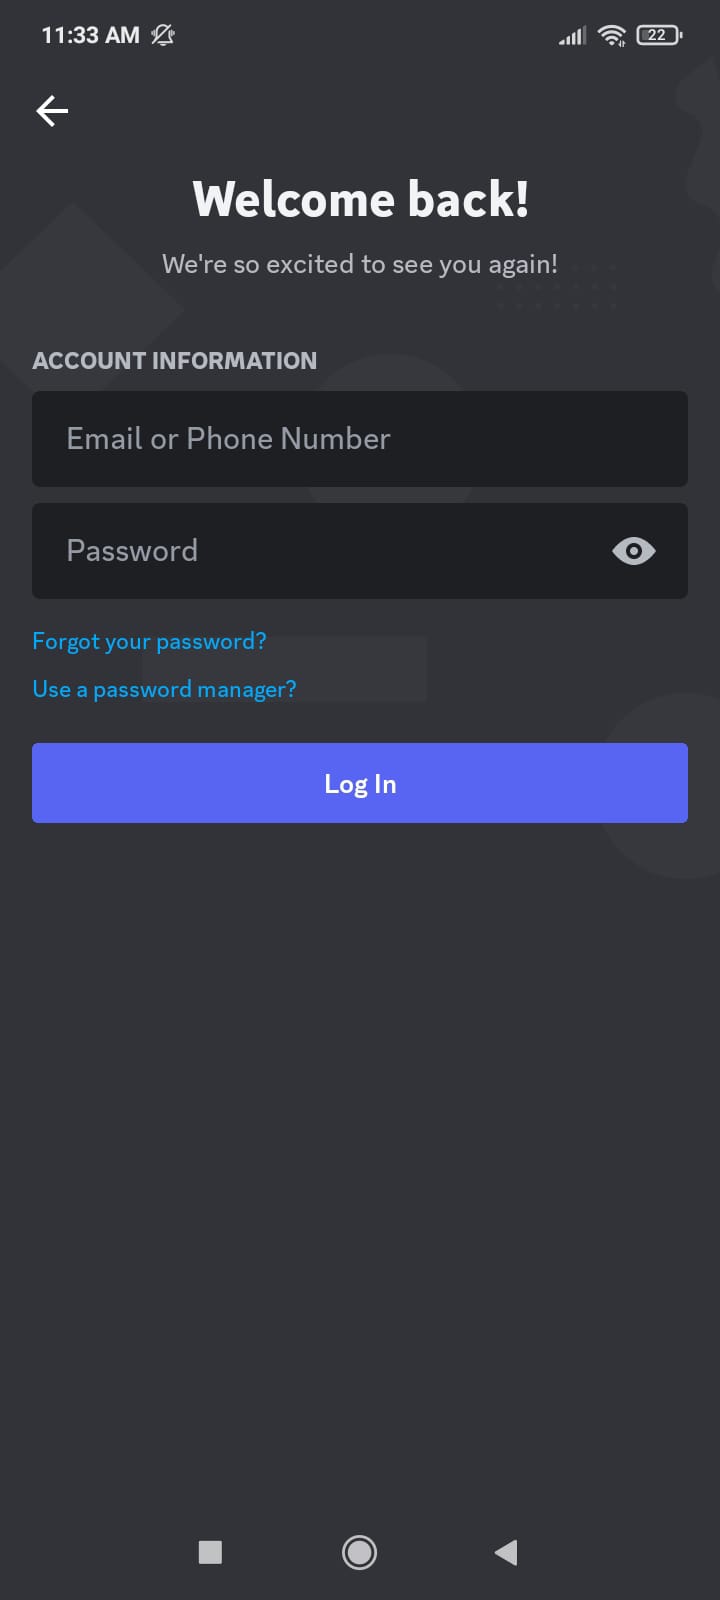 11:33 AM
22
Welcome back!
We're so excited to see you again!
ACCOUNT INFORMATION
Email or Phone Number
Password
Forgot your password?
Use a password manager?
Log In